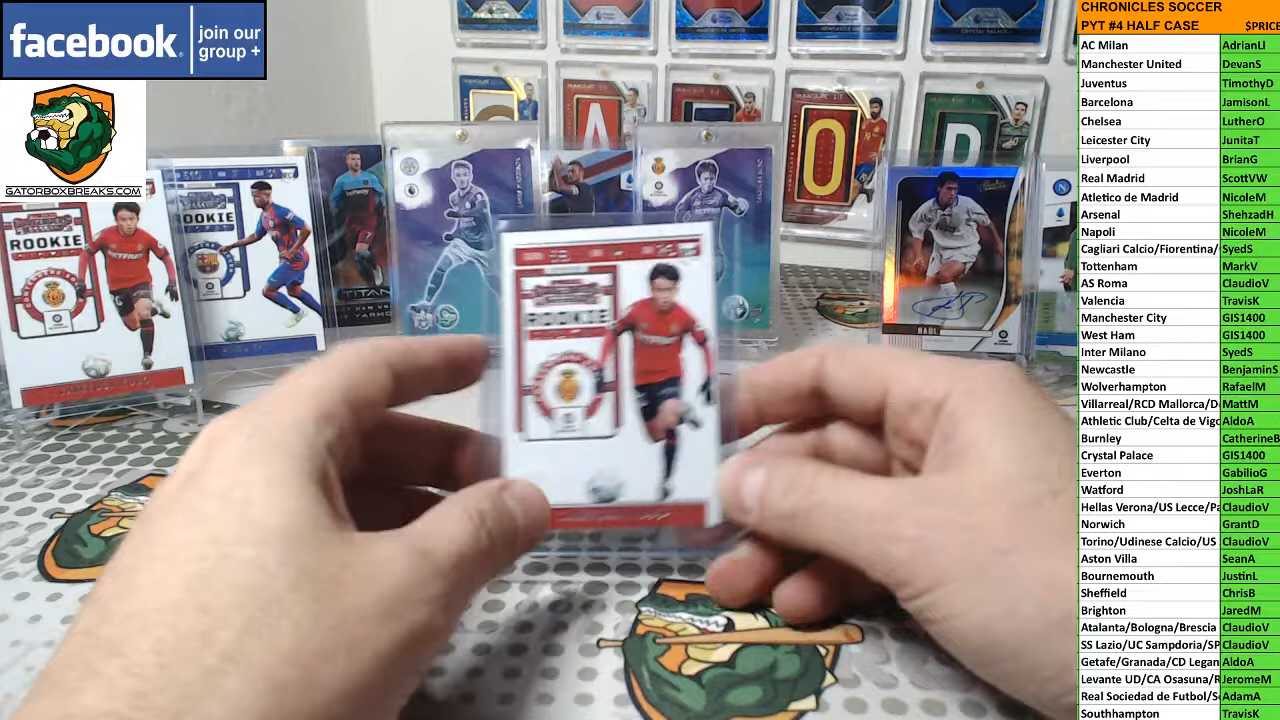 facebook
join our
group +
GATORBOXBREAKS.COM
ROOKIE
ROOKIE
TITAN
ROOKIE
A
O
D
RAUL
CHRONICLES SOCCER
PYT #4 HALF CASE $PRICE
AC Milan AdrianU
Manchester United DevanS
Juventus TimothyD
Barcelona JamisonL
Chelsea LutherO
Leicester City JunitaT
Liverpool BrianG
Real Madrid ScottVW
Atletico de Madrid NicoleM
Arsenal ShehzadH
Napoli NicoleM
Cagliari Calcio/Fiorentina/ SyedS
Tottenham MarkV
AS Roma ClaudioV
Valencia TravisK
Manchester City GIS1400
West Ham GIS1400
Inter Milano SyedS
Newcastle BenjaminS
Wolverhampton RafaelM
Villarreal/RCD Mallorca/D MattM
Athletic Club/Celta de Vigo AldoA
Burnley CatherineB
Crystal Palace GIS1400
Everton GabilioG
Watford JoshLaR
Hellas Verona/US Lecce/Pa ClaudioV
Norwich GrantD
Torino/Udinese Calcio/US ClaudioV
Aston Villa SeanA
Bournemouth JustinL
Sheffield ChrisB
Brighton JaredM
Atalanta/Bologna/Brescia ClaudioV
SS Lazio/UC Sampdoria/SP ClaudioV
Getafe/Granada/CD Legan AldoA
Levante UD/CA Osasuna/R JeromeM
Real Sociedad de Futbol/S AdamA
Southhampton TravisK